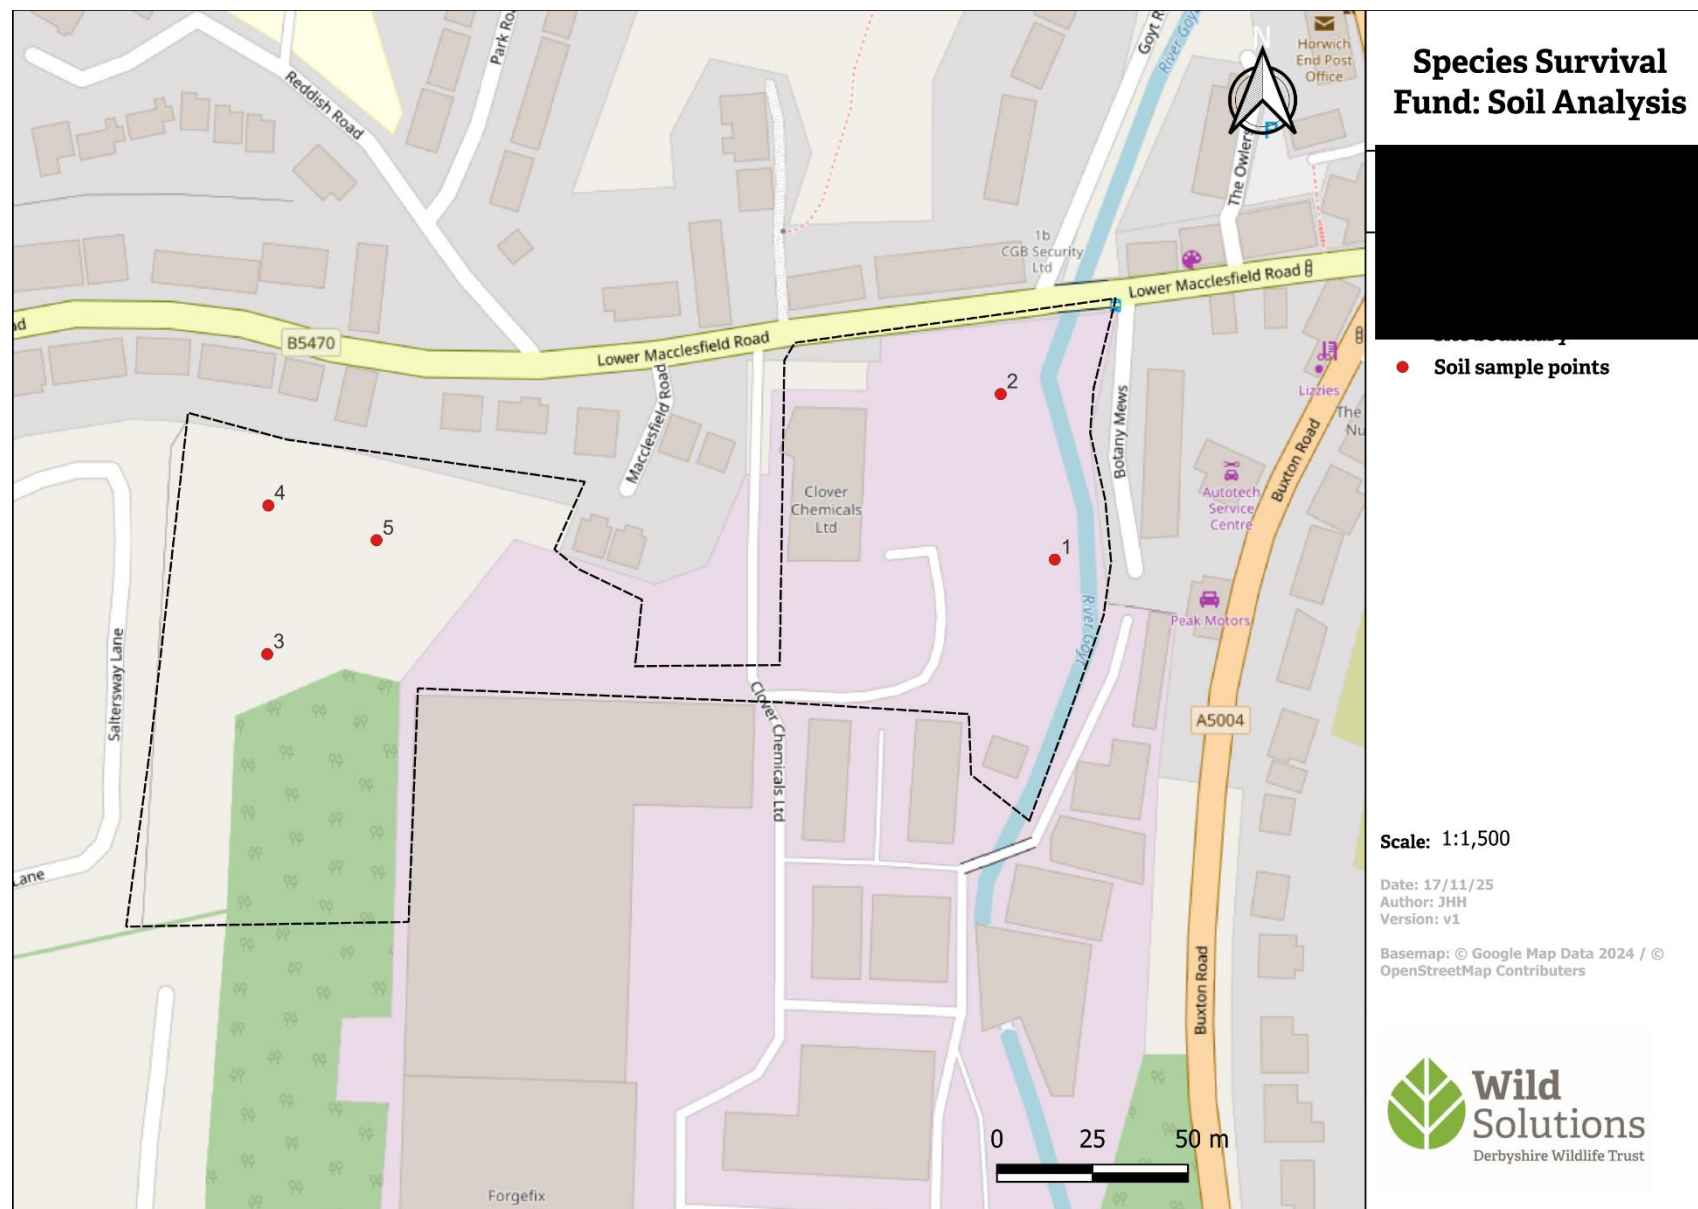 Species Survival
Fund: Soil Analysis
Soil sample points
Scale: 1:1,500
Date: 17/11/25
Author: JHH
Version: v1
Basemap: © Google Map Data 2024 / ©
OpenStreetMap Contributers
Wild
Solutions
Derbyshire Wildlife Trust
N
Horwich
End Post
Office
P
Goyt R
River Goyt
Park Ro
Reddish Road
The Owlers
1b
CGB Security
Ltd
Lower Macclesfield Road
B5470
Lower Macclesfield Road
Macclesfield Road
Botany Mews
Lizzies
The
Nu
Buxton Road
Clover
Chemicals
Ltd
Autotech
Service
Centre
Peak Motors
River Goyt
2
1
4
5
3
Saltersway Lane
Lane
Clover Chemicals Ltd
A5004
Buxton Road
Forgefix
0 25 50 m